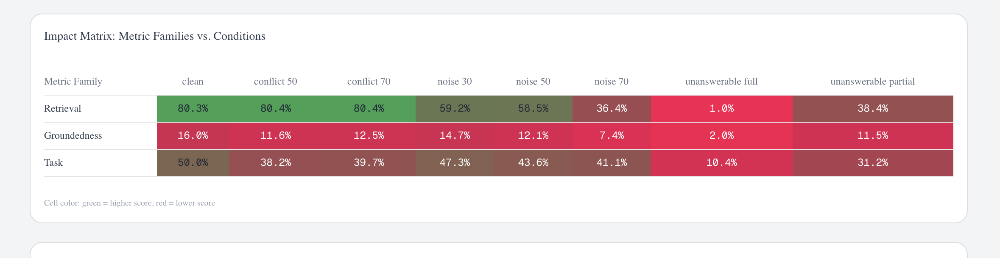 Impact Matrix: Metric Families vs. Conditions
Metric Family clean conflict 50 conflict 70 noise 30 noise 50 noise 70 unanswerable full unanswerable partial
Retrieval 80.3% 80.4% 80.4% 59.2% 58.5% 36.4% 1.0% 38.4%
Groundedness 16.0% 11.6% 12.5% 14.7% 12.1% 7.4% 2.0% 11.5%
Task 50.0% 38.2% 39.7% 47.3% 43.6% 41.1% 10.4% 31.2%
Cell color: green = higher score, red = lower score